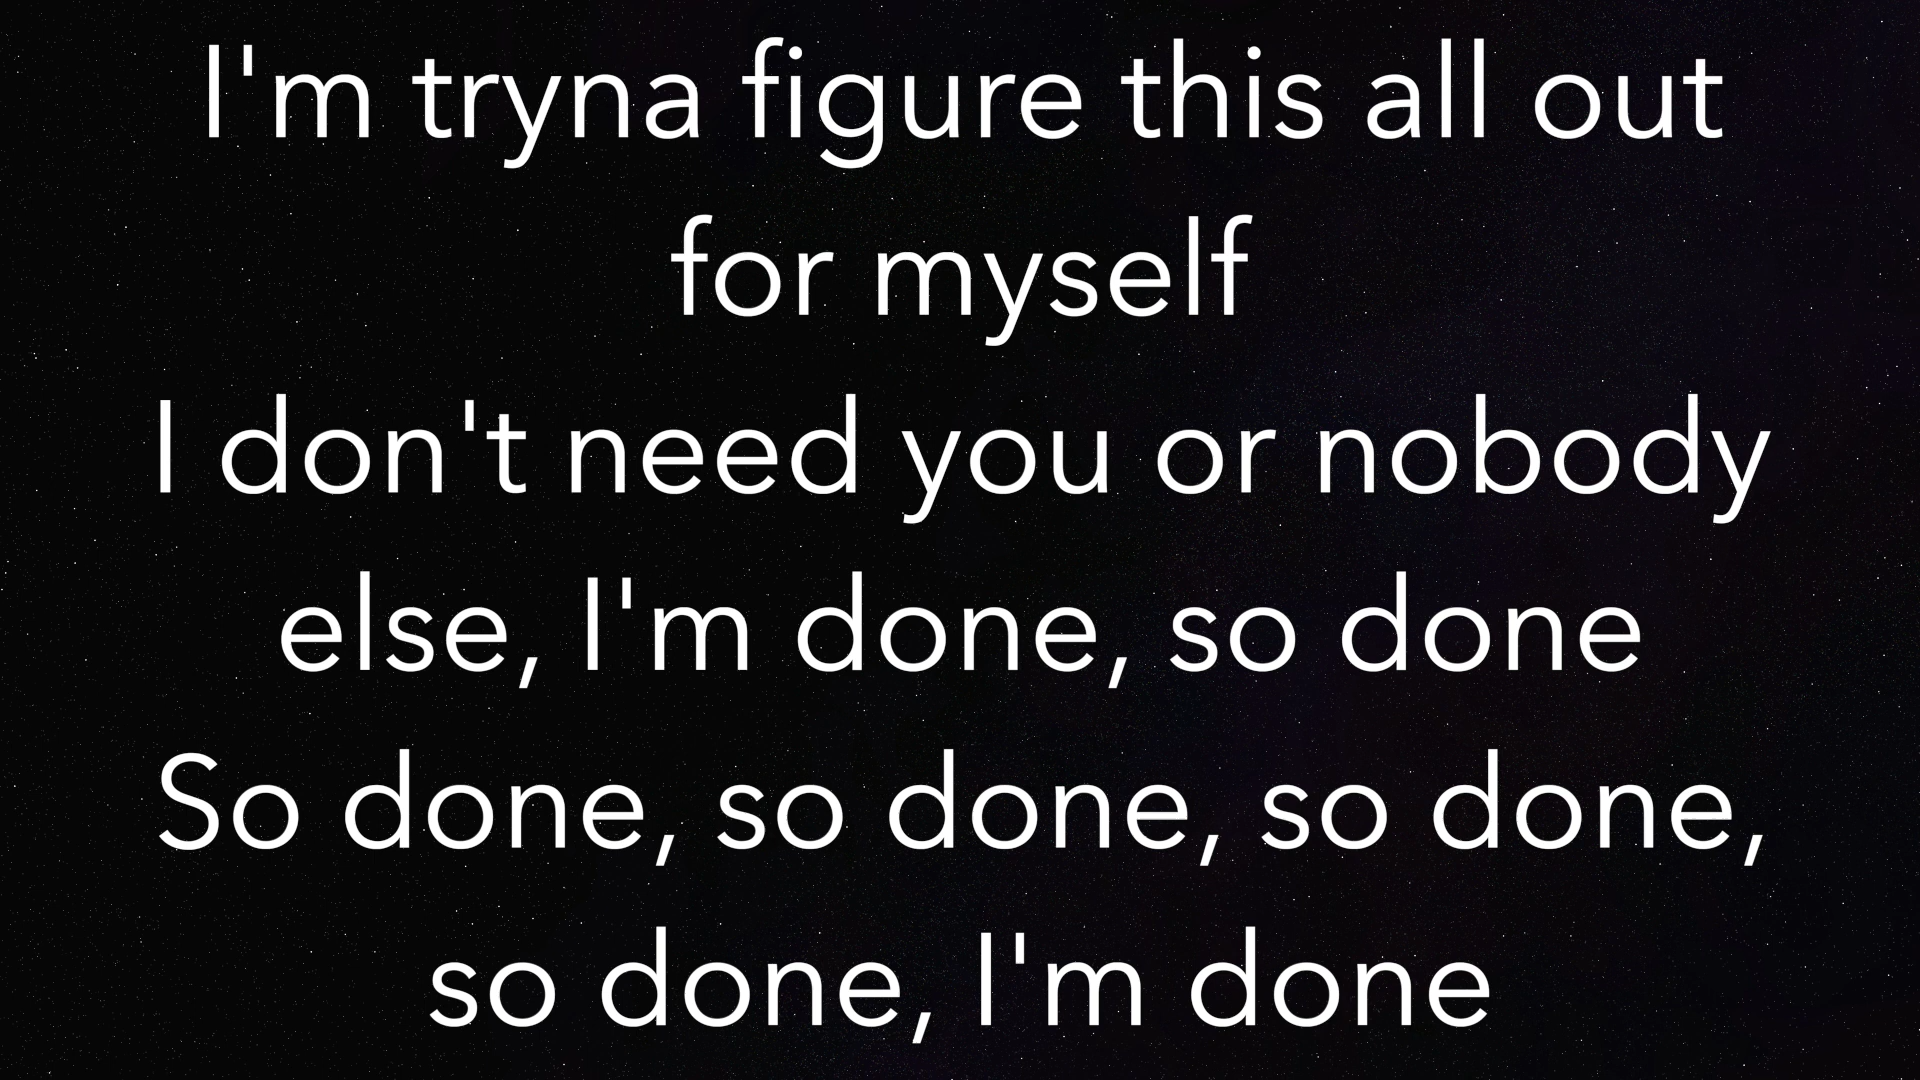 I'm tryna figure this all out
for myself
I don't need you or nobody
else, I'm done, so done
So done, so done, so done,
so done, I'm done